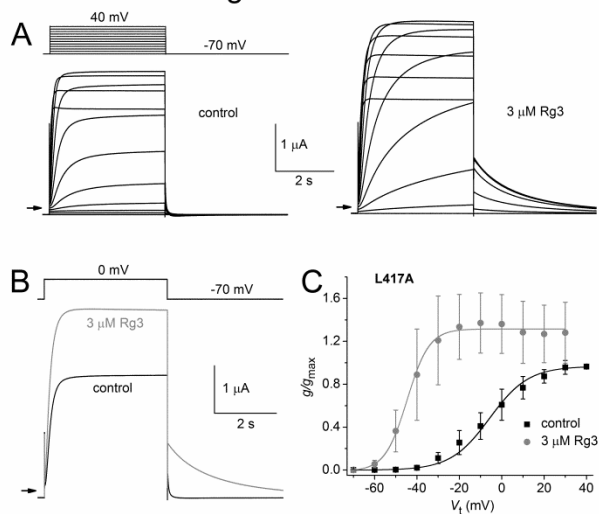 A
40 mV
-70 mV
control
1 µA
2 s
3 µM Rg3
B
0 mV
-70 mV
3 µM Rg3
control
1 µA
2 s
C
L417A
g/gmax
1.6
1.2
0.8
0.4
0.0
-60 -40 -20 0 20 40
Vt (mV)
control
3 µM Rg3